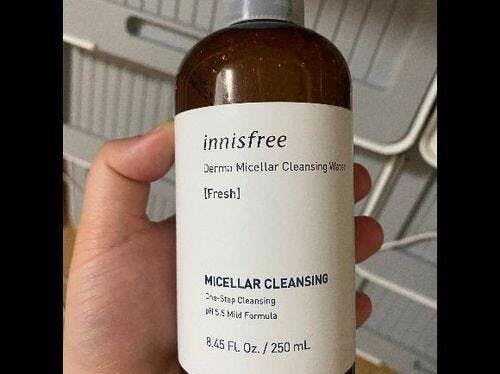 innisfree
Derma Micellar Cleansing Water
[Fresh]
MICELLAR CLEANSING
One-Step Cleansing
pH 5.5 Mild Formula
8.45 Fl. Oz. / 250 mL